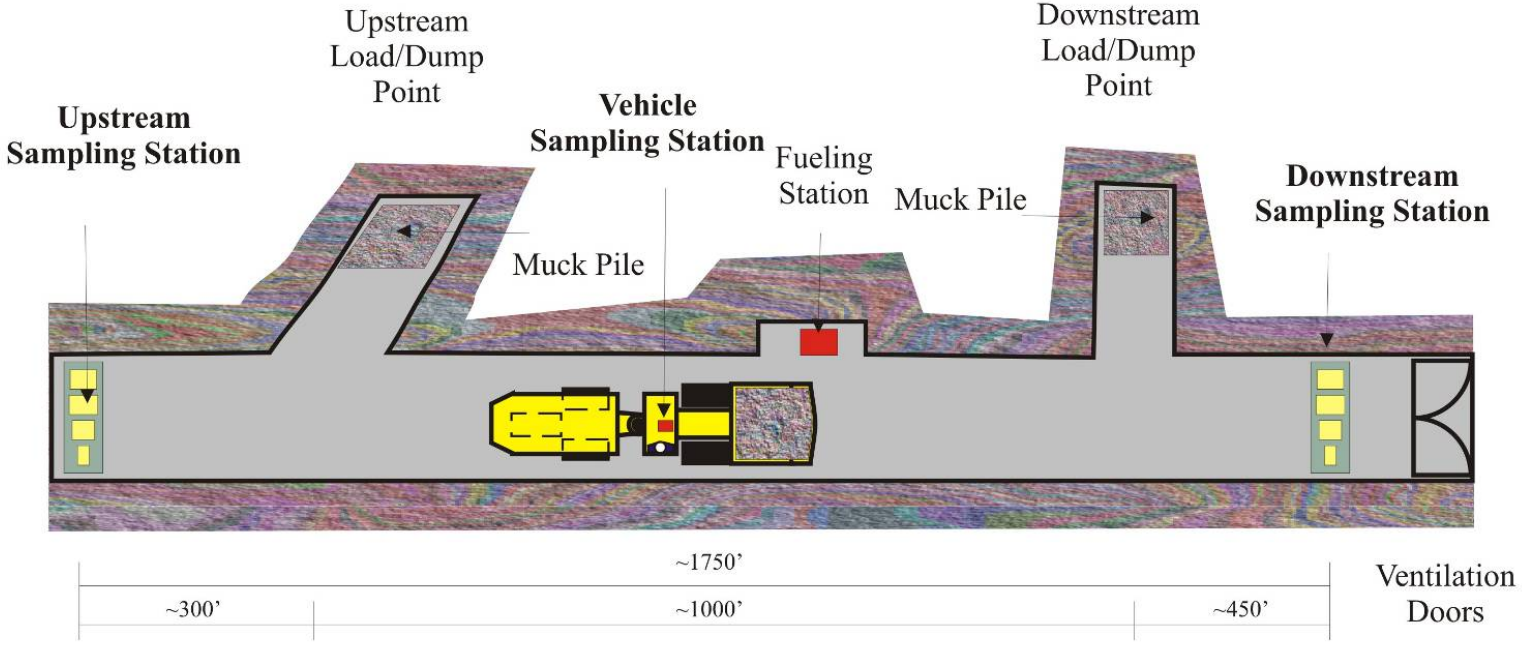 Upstream
Load/Dump
Point
Downstream
Load/Dump
Point
Upstream
Sampling Station
Vehicle
Sampling Station
Fueling
Station
Muck Pile
Downstream
Sampling Station
Muck Pile
~1750’
~300’
~1000’
~450’
Ventilation
Doors